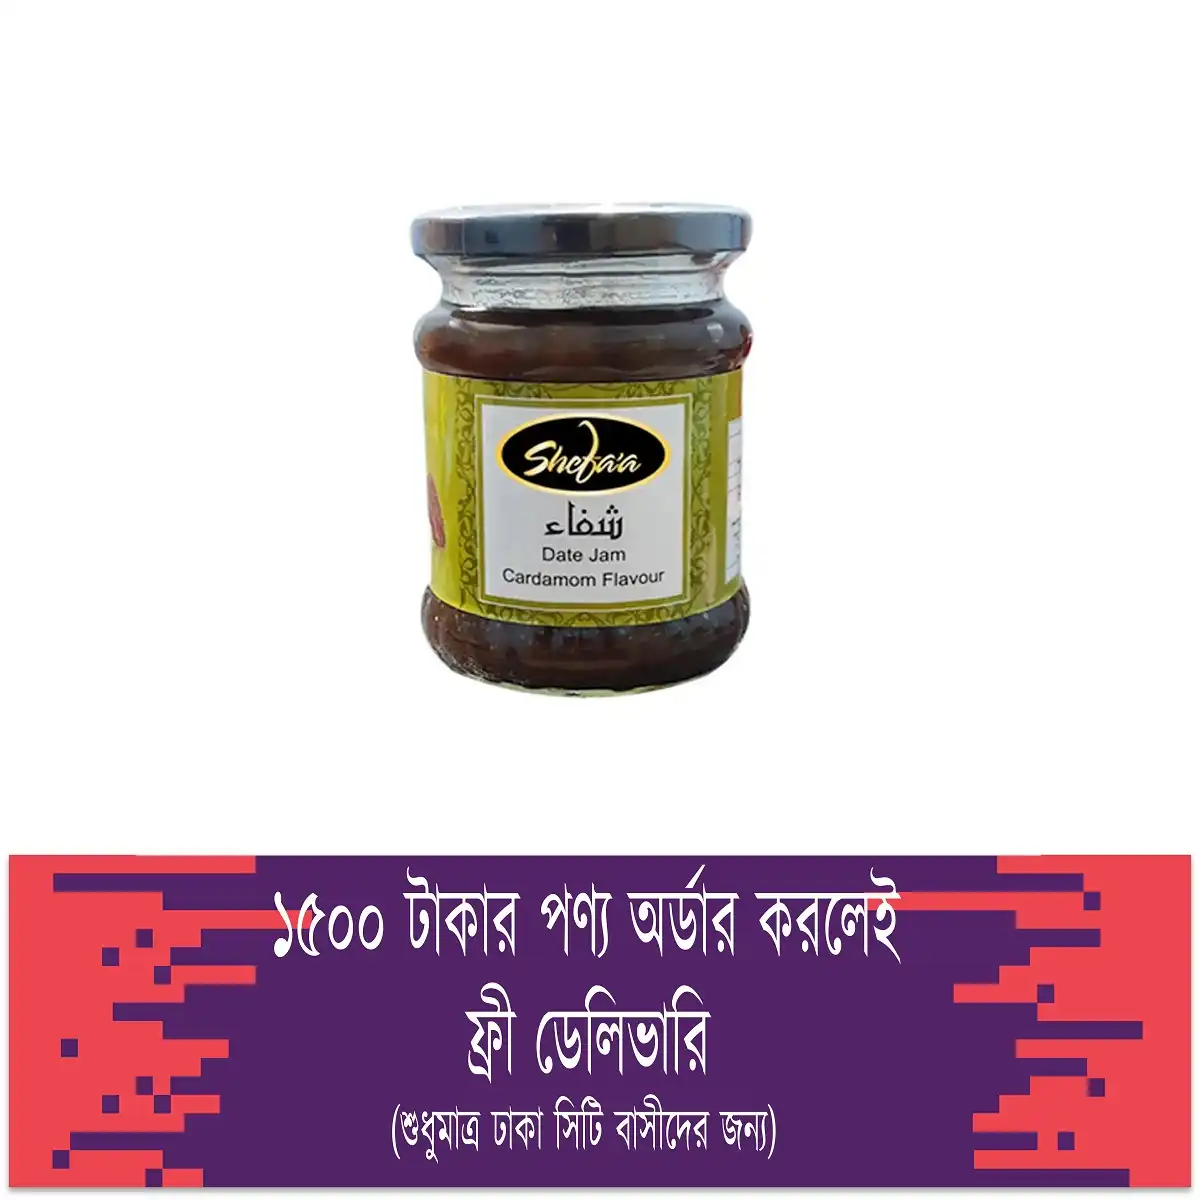 Shefa'a
شفاء
Date Jam
Cardamom Flavour
১৫০০ টাকার পণ্য অর্ডার করলেই
ফ্রী ডেলিভারি
(শুধুমাত্র ঢাকা সিটি বাসীদের জন্য)